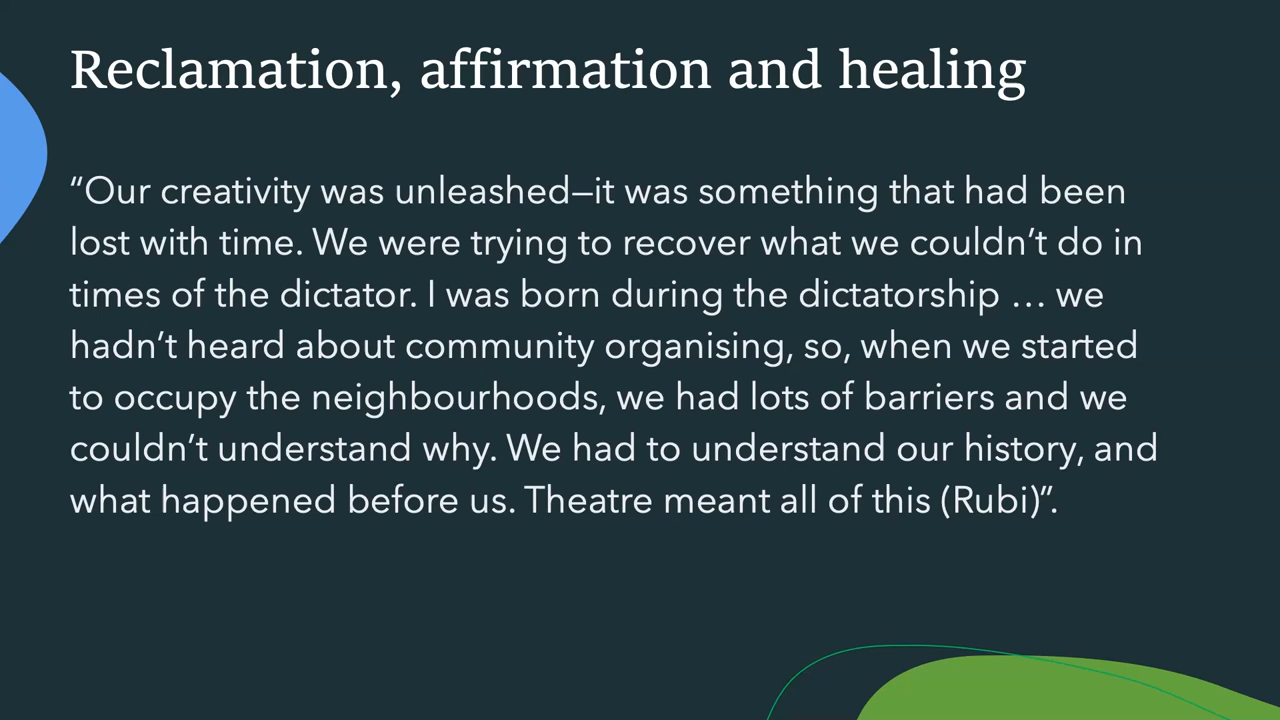 Reclamation, affirmation and healing
“Our creativity was unleashed—it was something that had been
lost with time. We were trying to recover what we couldn’t do in
times of the dictator. I was born during the dictatorship … we
hadn’t heard about community organising, so, when we started
to occupy the neighbourhoods, we had lots of barriers and we
couldn’t understand why. We had to understand our history, and
what happened before us. Theatre meant all of this (Rubi)”.